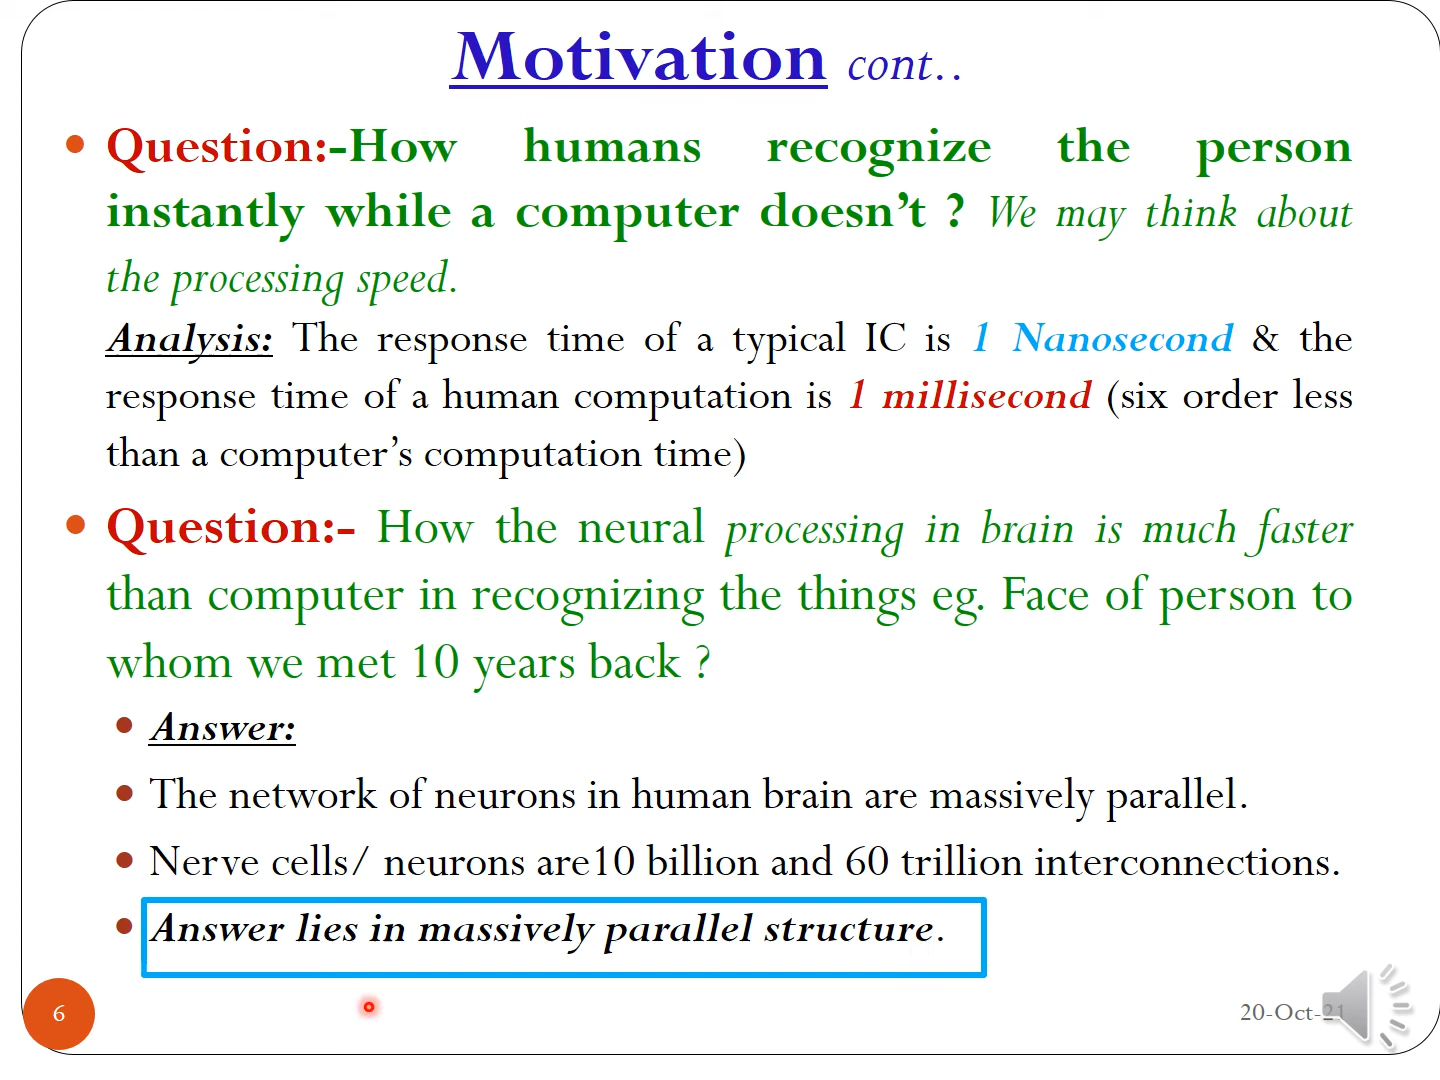 Motivation cont..
Question:-How humans recognize the person
instantly while a computer doesn't ? We may think about
the processing speed.
Analysis: The response time of a typical IC is 1 Nanosecond & the
response time of a human computation is 1 millisecond (six order less
than a computer's computation time)
Question:- How the neural processing in brain is much faster
than computer in recognizing the things eg. Face of person to
whom we met 10 years back ?
Answer:
The network of neurons in human brain are massively parallel.
Nerve cells/ neurons are10 billion and 60 trillion interconnections.
Answer lies in massively parallel structure.
6
20-Oct-21